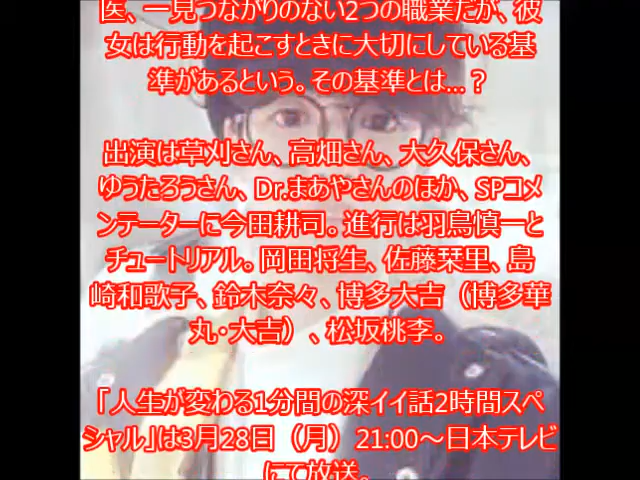 医、一見つながりのない2つの職業だが、彼
女は行動を起こすときに大切にしている基
準があるという。その基準とは…？
出演は草刈さん、高畑さん、大久保さん、
ゆうたろうさん、Dr.まあやさんのほか、SPコメ
ンテーターに今田耕司。進行は羽鳥慎一と
チュートリアル。岡田将生、佐藤栞里、島
崎和歌子、鈴木奈々、博多大吉（博多華
丸・大吉）、松坂桃李。
「人生が変わる1分間の深イイ話2時間スペ
シャル」は3月28日（月）21:00～日本テレビ
にて放送。